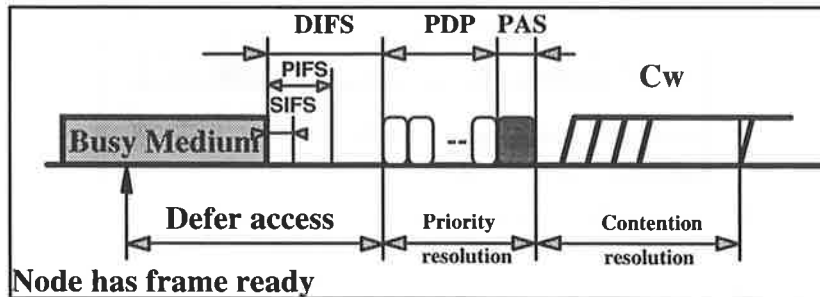 DIFS PDP PAS
PIFS
SIFS
Cw
Busy Medium
--
Defer access
Priority
resolution
Contention
resolution
Node has frame ready